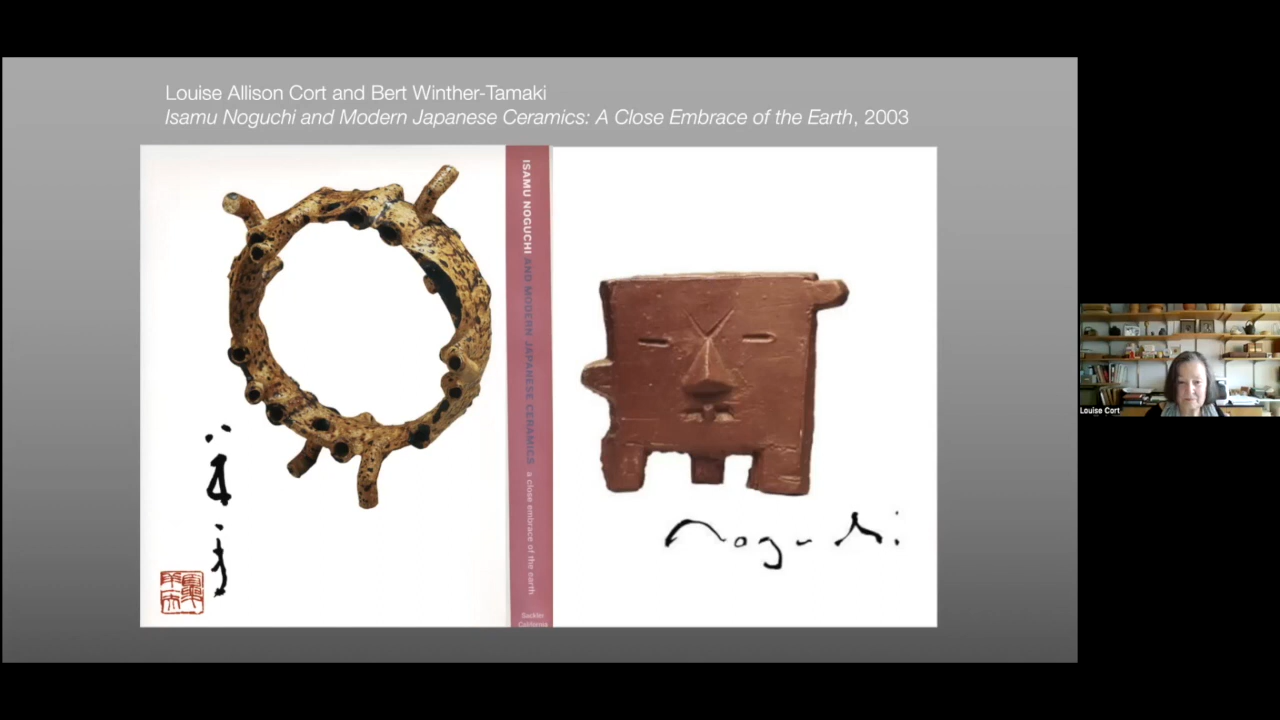 Louise Allison Cort and Bert Winther-Tamaki
Isamu Noguchi and Modern Japanese Ceramics: A Close Embrace of the Earth, 2003
ISAMU NOGUCHI AND MODERN JAPANESE CERAMICS a close embrace of the earth
Sackler
California
Noguchi
Louise Cort